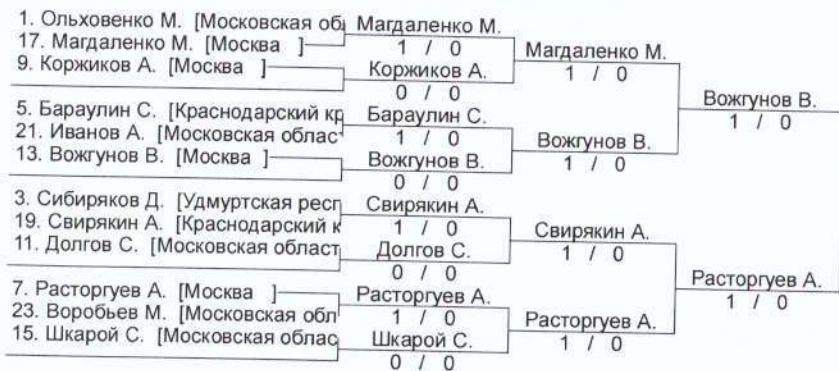 1. Ольховенко М. [Московская об
17. Магдаленко М. [Москва ]
9. Коржиков А. [Москва ]
5. Бараулин С. [Краснодарский кр
21. Иванов А. [Московская облас
13. Вожгунов В. [Москва ]
3. Сибиряков Д. [Удмуртская респ
19. Свирякин А. [Краснодарский к
11. Долгов С. [Московская област
7. Расторгуев А. [Москва ]
23. Воробьев М. [Московская обл
15. Шкарой С. [Московская облас
Магдаленко М.
1 / 0
Коржиков А.
0 / 0
Бараулин С.
1 / 0
Вожгунов В.
0 / 0
Свирякин А.
1 / 0
Долгов С.
0 / 0
Расторгуев А.
1 / 0
Шкарой С.
0 / 0
Магдаленко М.
1 / 0
Вожгунов В.
1 / 0
Свирякин А.
1 / 0
Расторгуев А.
1 / 0
Вожгунов В.
1 / 0
Расторгуев А.
1 / 0